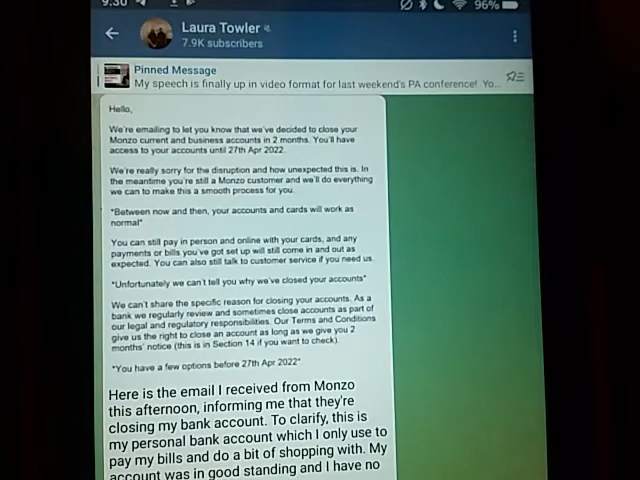 9:30
96%
Laura Towler
7.9K subscribers
Pinned Message
My speech is finally up in video format for last weekend's PA conference! Yo...
Hello,
We're emailing to let you know that we've decided to close your
Monzo current and business accounts in 2 months. You'll have
access to your accounts until 27th Apr 2022.
We're really sorry for the disruption and how unexpected this is. In
the meantime you're still a Monzo customer and we'll do everything
we can to make this a smooth process for you.
*Between now and then, your accounts and cards will work as
normal*
You can still pay in person and online with your cards, and any
payments or bills you've got set up will still come in and out as
expected. You can also still talk to customer service if you need us.
*Unfortunately we can't tell you why we've closed your accounts*
We can't share the specific reason for closing your accounts. As a
bank we regularly review and sometimes close accounts as part of
our legal and regulatory responsibilities. Our Terms and Conditions
give us the right to close an account as long as we give you 2
months' notice (this is in Section 14 if you want to check).
*You have a few options before 27th Apr 2022*
Here is the email I received from Monzo
this afternoon, informing me that they're
closing my bank account. To clarify, this is
my personal bank account which I only use to
pay my bills and do a bit of shopping with. My
account was in good standing and I have no